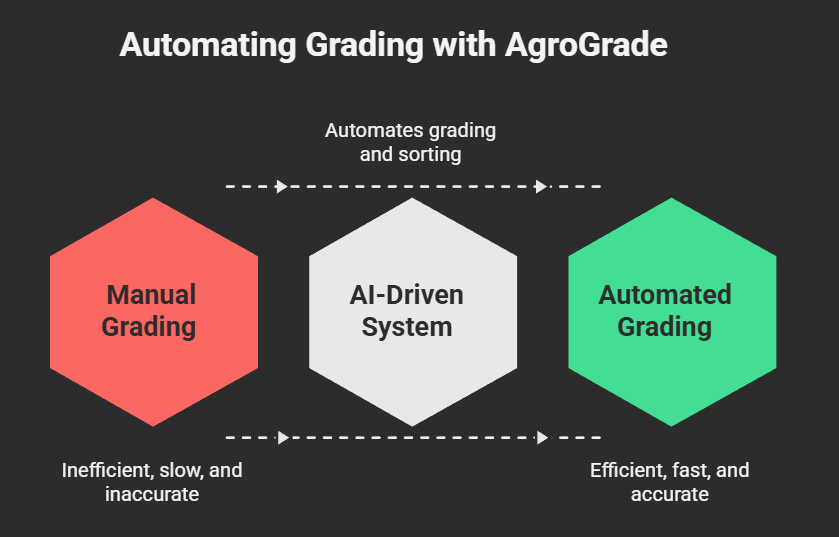 Automating Grading with AgroGrade
Automates grading
and sorting
Manual
Grading
AI-Driven
System
Automated
Grading
Inefficient, slow, and
inaccurate
Efficient, fast, and
accurate